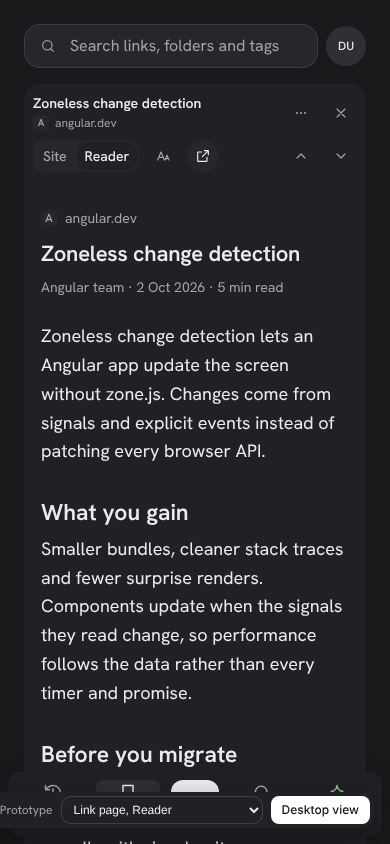 Search links, folders and tags
DU
Zoneless change detection
A angular.dev
Site Reader AA
A angular.dev
Zoneless change detection
Angular team · 2 Oct 2026 · 5 min read
Zoneless change detection lets an
Angular app update the screen
without zone.js. Changes come from
signals and explicit events instead of
patching every browser API.
What you gain
Smaller bundles, cleaner stack traces
and fewer surprise renders.
Components update when the signals
they read change, so performance
follows the data rather than every
timer and promise.
Before you migrate
Prototype Link page, Reader Desktop view